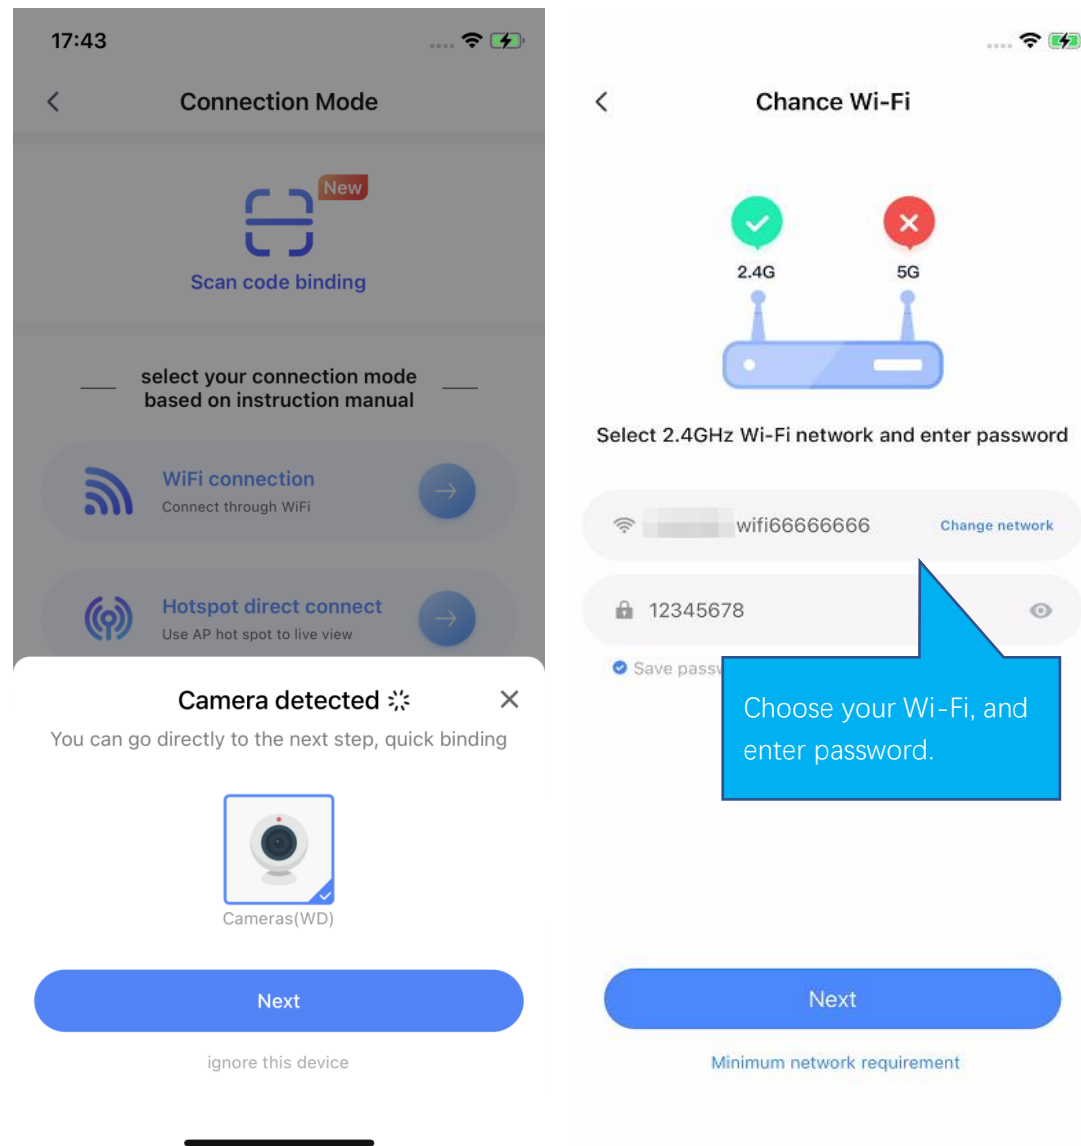 17:43
Connection Mode
New
Scan code binding
select your connection mode
based on instruction manual
WiFi connection
Connect through WiFi
Hotspot direct connect
Use AP hot spot to live view
Camera detected
You can go directly to the next step, quick binding
Cameras(WD)
Next
ignore this device
Chance Wi-Fi
2.4G
5G
Select 2.4GHz Wi-Fi network and enter password
wifi66666666
Change network
12345678
Save
Choose your Wi-Fi, and
enter password.
Next
Minimum network requirement